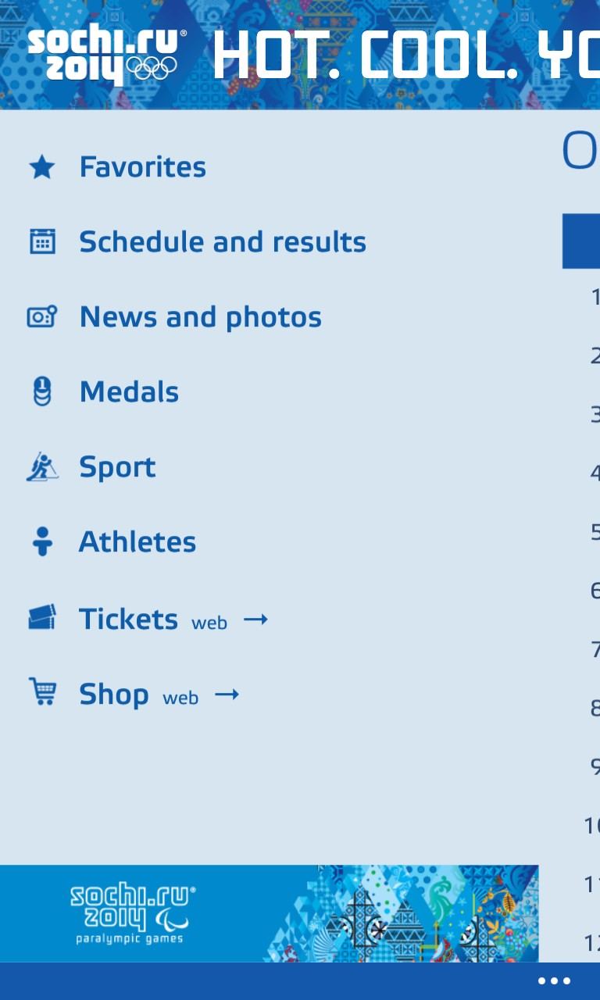 sochi.ru®
2014
HOT. COOL. YO
Favorites
Schedule and results
News and photos
1
Medals
Sport
Athletes
Tickets web →
Shop web →
O
1
2
3
4
5
6
7
8
9
10
11
12
sochi.ru®
2014
paralympic games